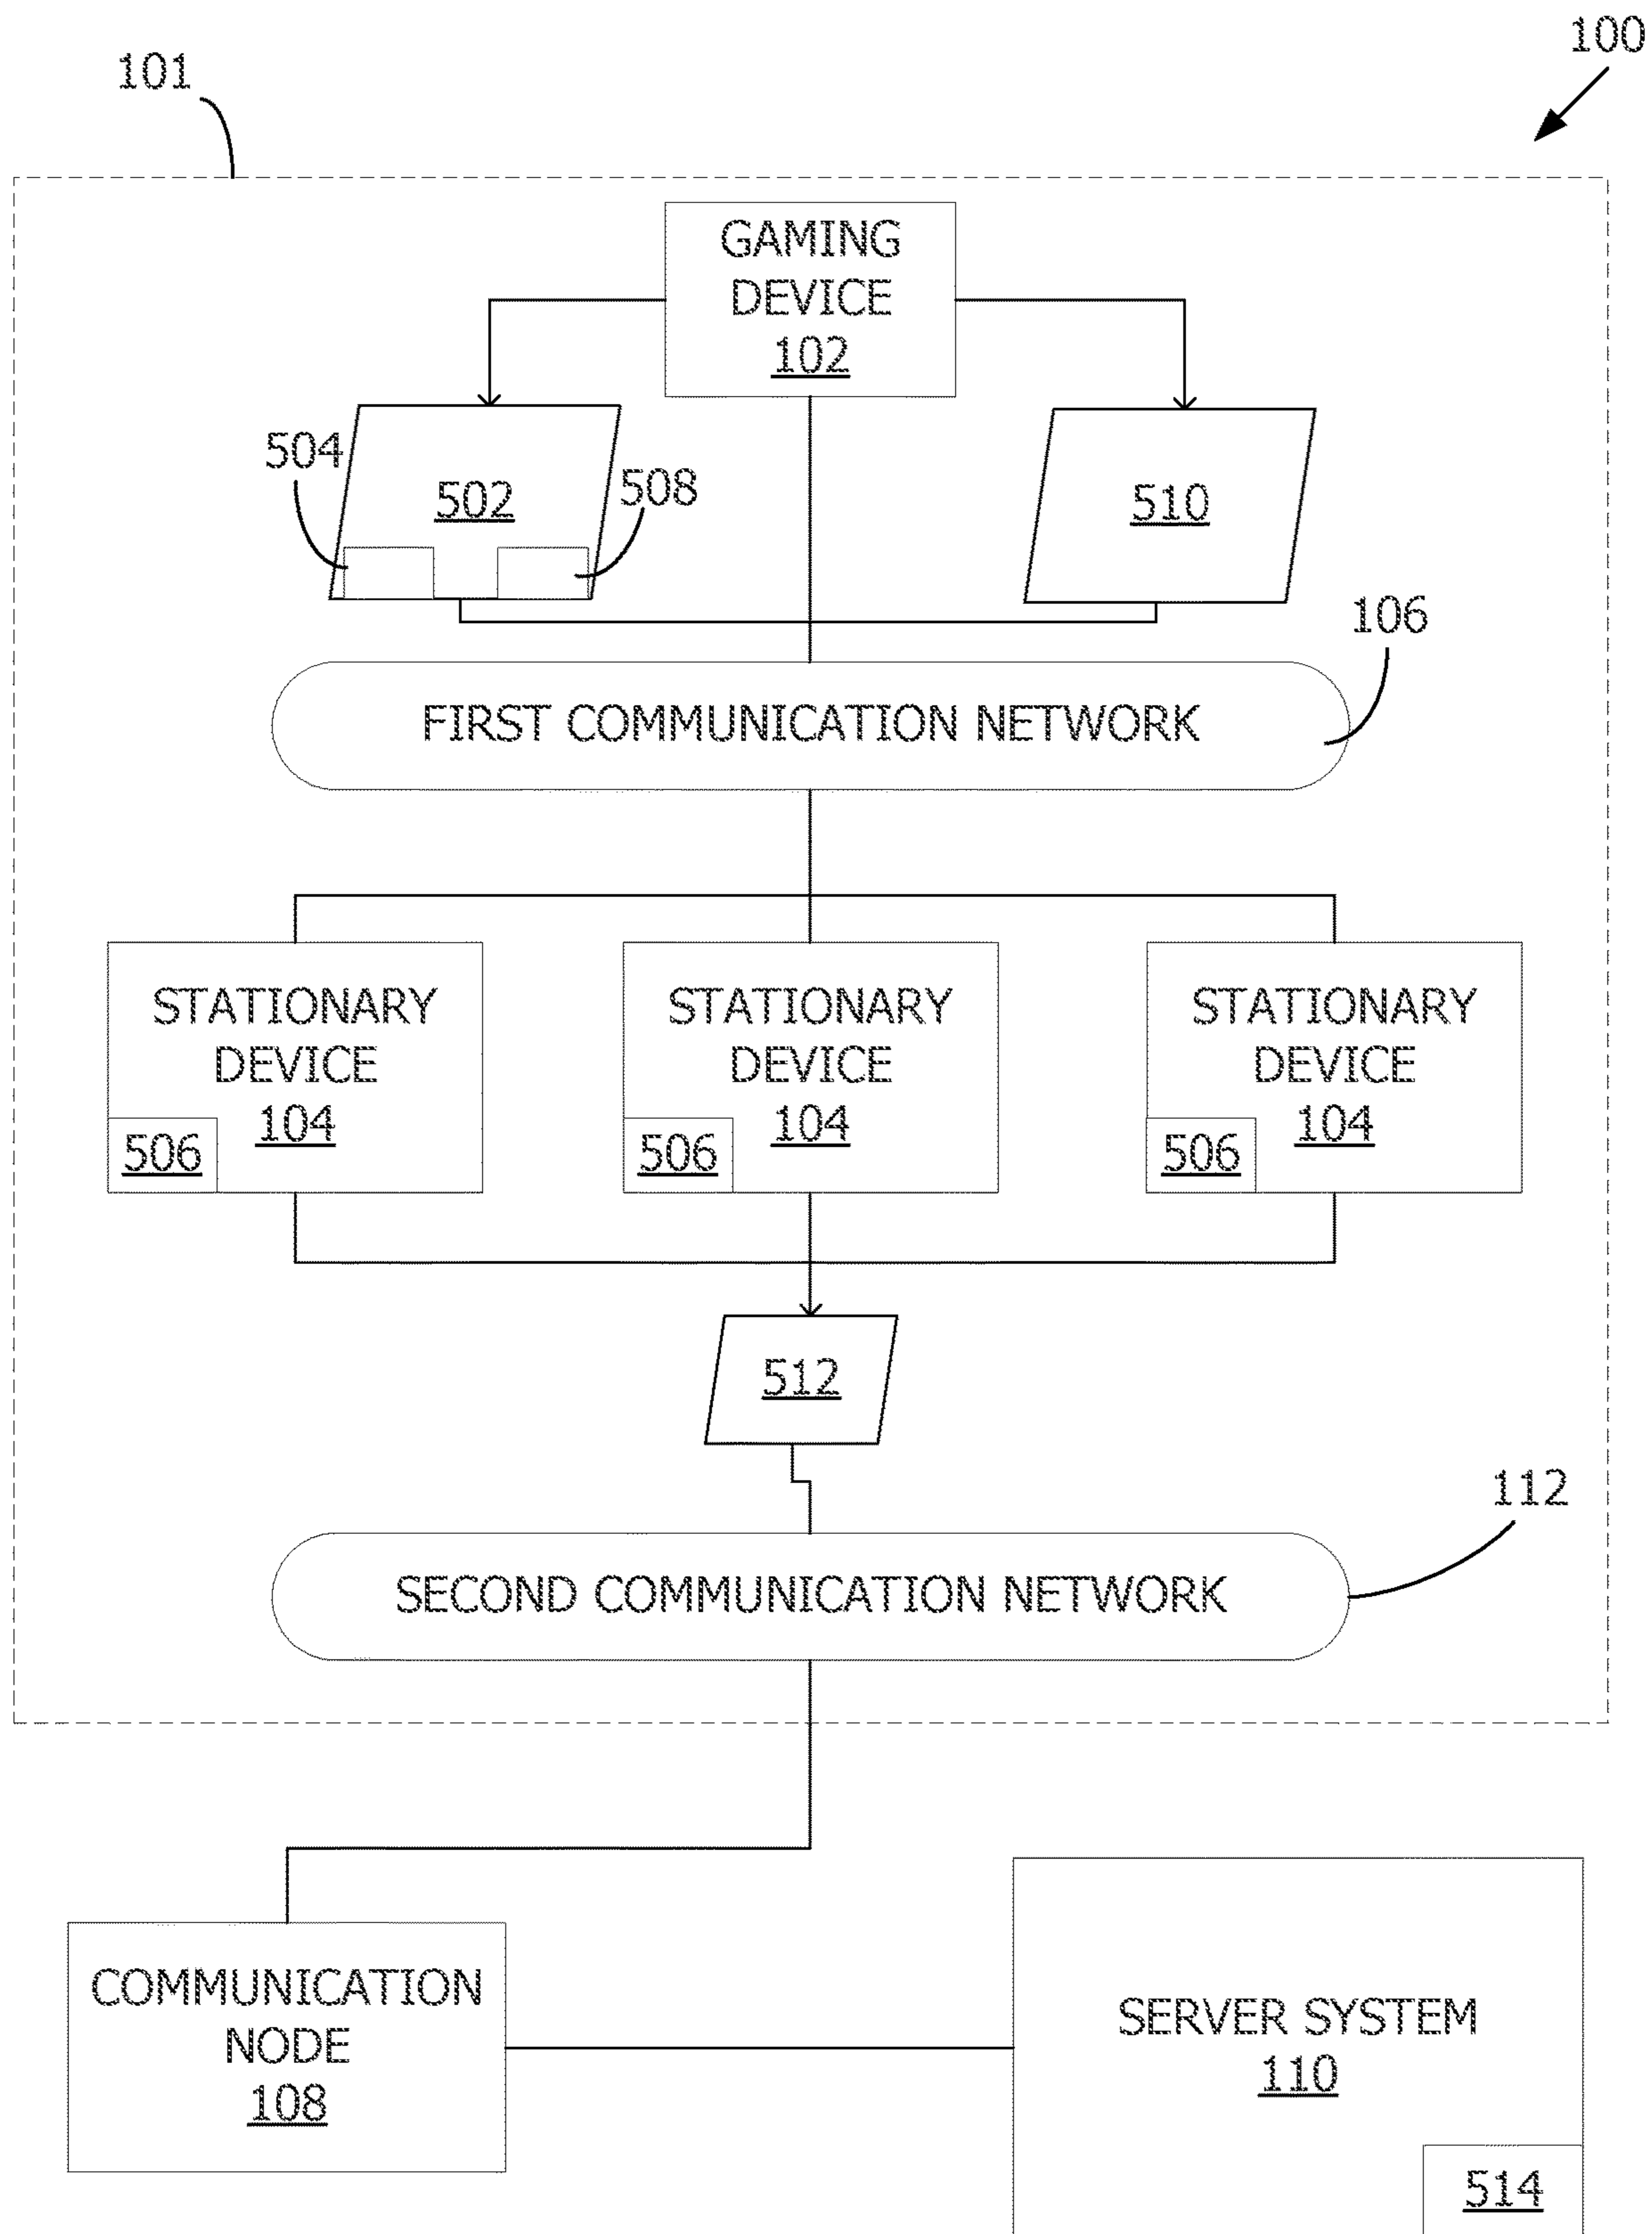 100
101
GAMING
DEVICE
102
504
502
508
510
106
FIRST COMMUNICATION NETWORK
STATIONARY
DEVICE
104
506
STATIONARY
DEVICE
104
506
STATIONARY
DEVICE
104
506
512
112
SECOND COMMUNICATION NETWORK
COMMUNICATION
NODE
108
SERVER SYSTEM
110
514